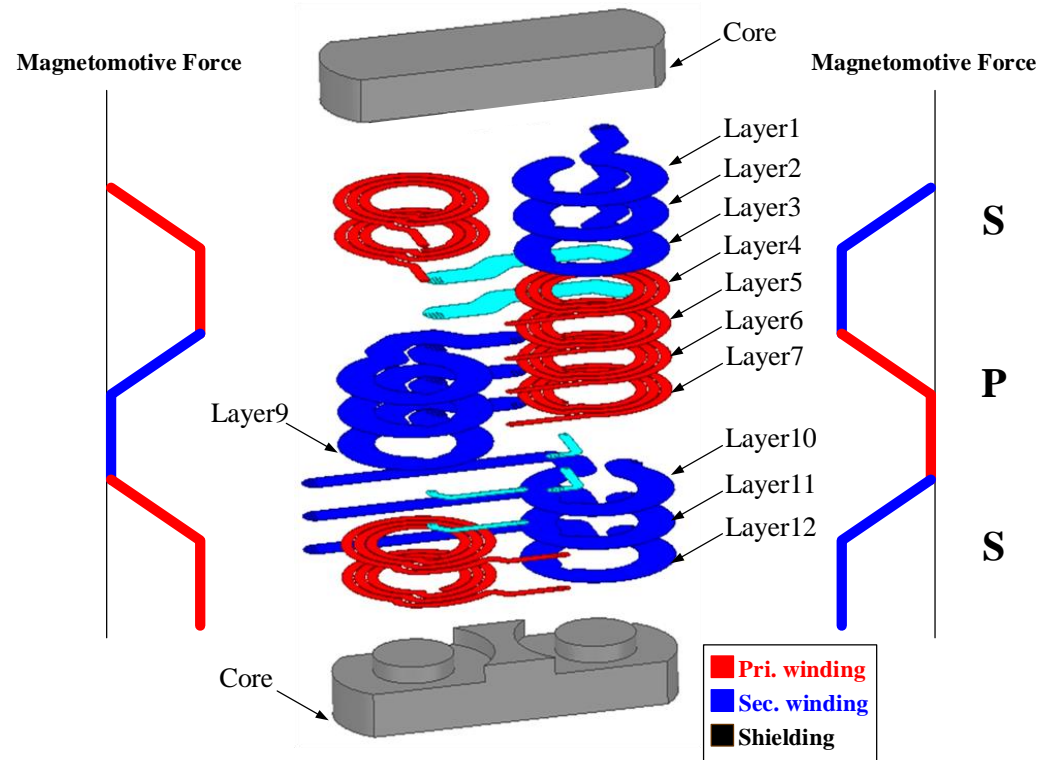 Core
Magnetomotive Force
Magnetomotive Force
Layer1
Layer2
Layer3
S
Layer4
Layer5
Layer6
Layer7
P
Layer9
Layer10
Layer11
Layer12
S
Core
Pri. winding
Sec. winding
Shielding